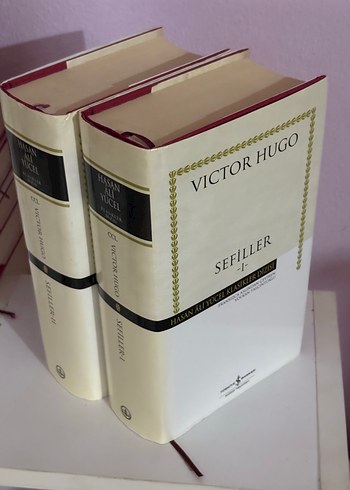 VICTOR HUGO
SEFİLLER
-I-
HASAN ALİ YÜCEL KLASİKLER DİZİSİ
HASAN
ALİ
YÜCEL
VICTOR HUGO
SEFİLLER-I
HASAN
ALİ
YÜCEL
VICTOR HUGO
SEFİLLER-II